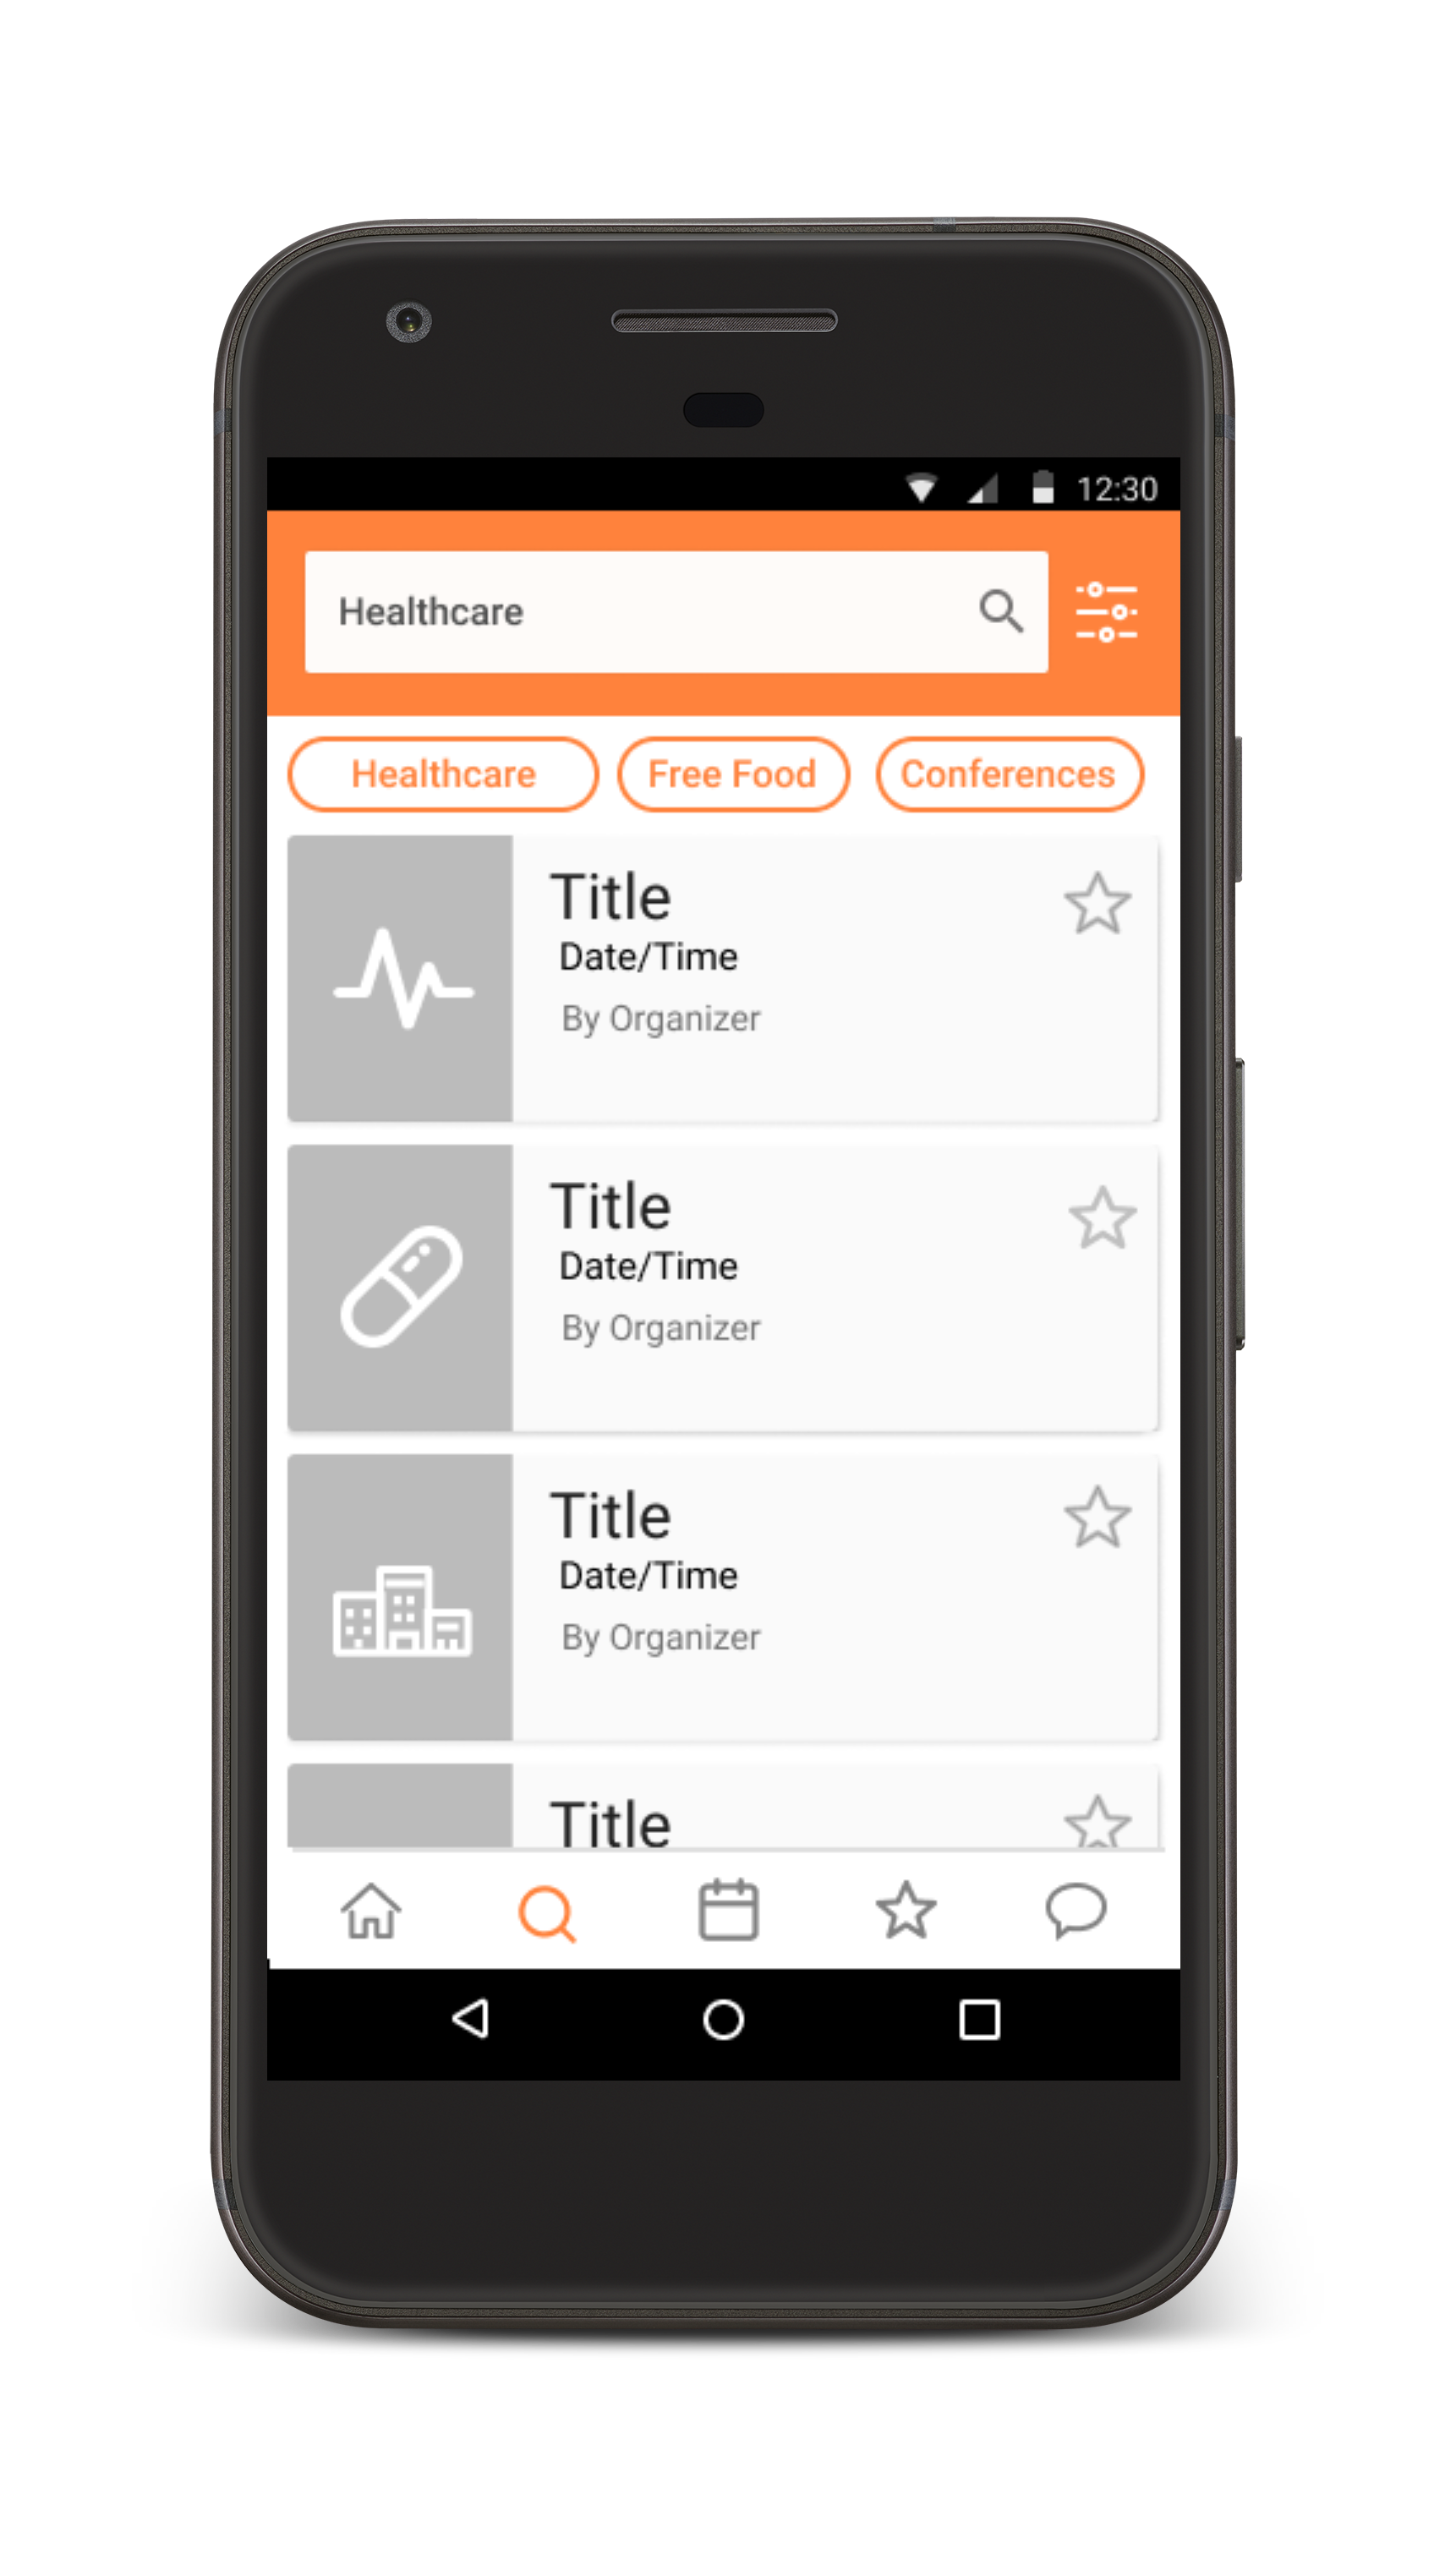 12:30
Healthcare
Healthcare Free Food Conferences
Title
Date/Time
By Organizer
Title
Date/Time
By Organizer
Title
Date/Time
By Organizer
Title